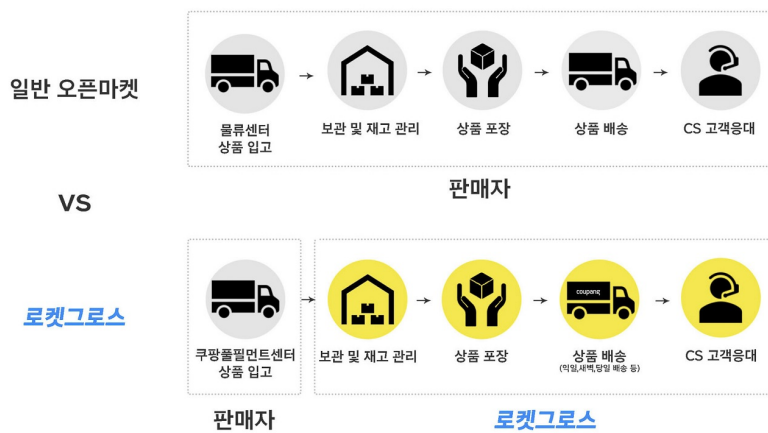 일반 오픈마켓
물류센터
상품 입고
보관 및 재고 관리
상품 포장
상품 배송
CS 고객응대
판매자
VS
로켓그로스
쿠팡풀필먼트센터
상품 입고
보관 및 재고 관리
상품 포장
coupang
상품 배송
(익일,새벽,당일 배송 등)
CS 고객응대
판매자
로켓그로스